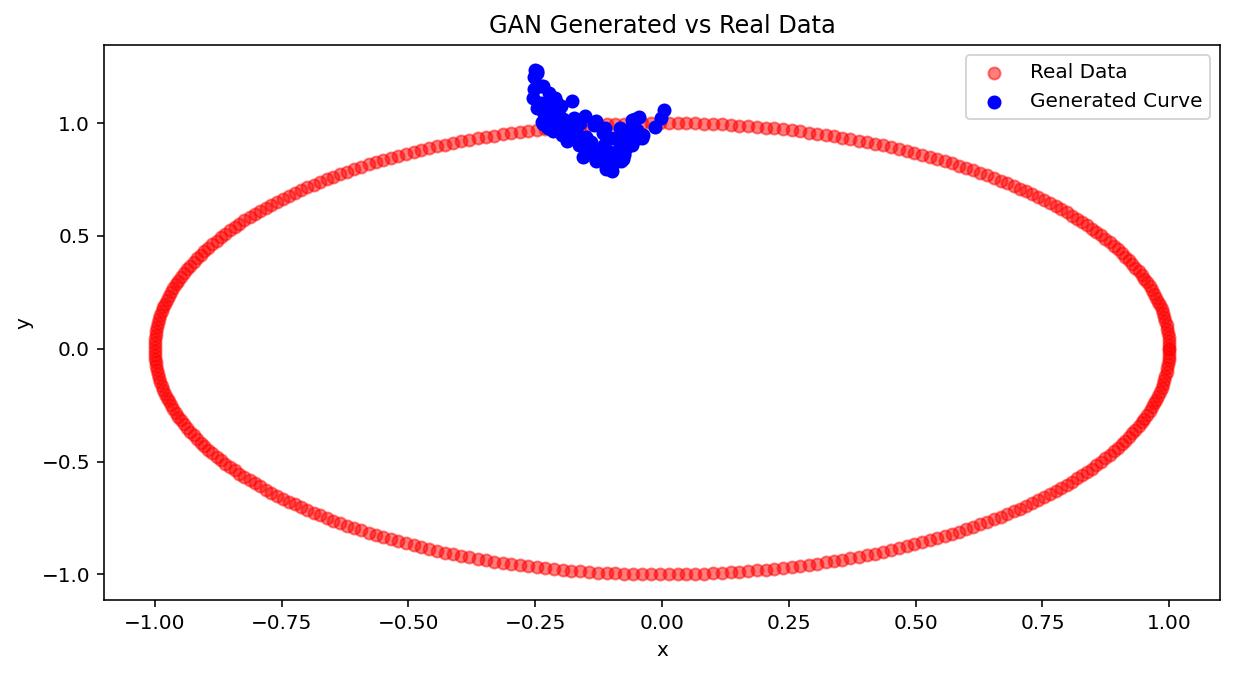 GAN Generated vs Real Data
Real Data
Generated Curve
1.0
0.5
0.0
−0.5
−1.0
y
−1.00 −0.75 −0.50 −0.25 0.00 0.25 0.50 0.75 1.00
x